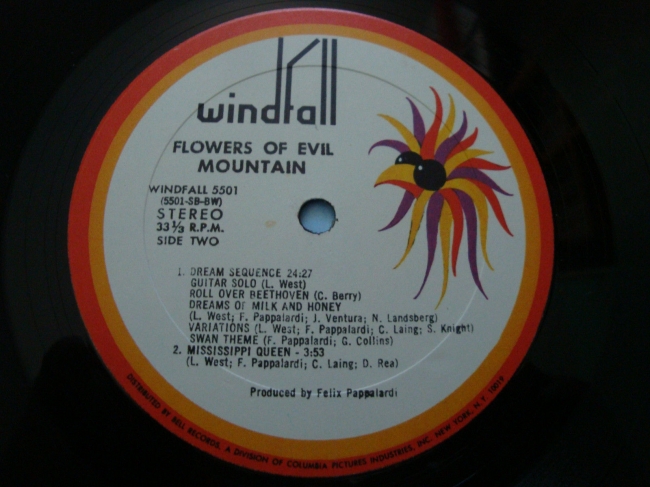 windfall
FLOWERS OF EVIL
MOUNTAIN
WINDFALL 5501
(5501-SB-BW)
STEREO
33⅓ R.P.M.
SIDE TWO
1. DREAM SEQUENCE 24:27
GUITAR SOLO (L. West)
ROLL OVER BEETHOVEN (C. Berry)
DREAMS OF MILK AND HONEY
(L. West; F. Pappalardi; J. Ventura; N. Landsberg)
VARIATIONS (L. West; F. Pappalardi; C. Laing; S. Knight)
SWAN THEME (F. Pappalardi; G. Collins)
2. MISSISSIPPI QUEEN - 3:53
(L. West; F. Pappalardi; C. Laing; D. Rea)
Produced by Felix Pappalardi
DISTRIBUTED BY BELL RECORDS, A DIVISION OF COLUMBIA PICTURES INDUSTRIES, INC. NEW YORK, N.Y. 10019